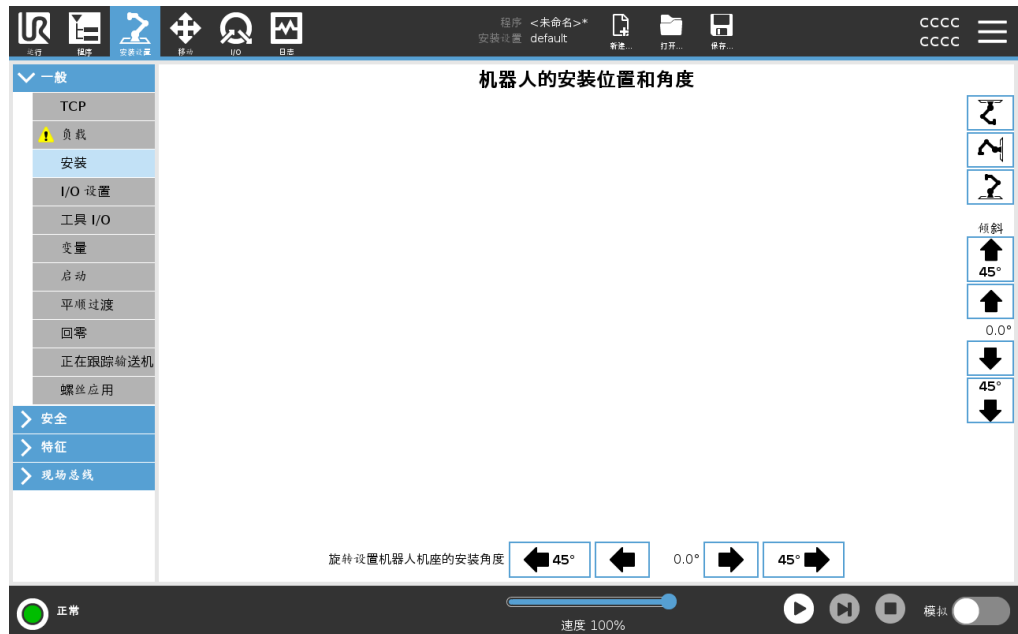 UR
运行
程序
安装设置
移动
I/O
日志
程序 <未命名>*
安装设置 default
新建...
打开...
保存...
CCCC
CCCC
一般
TCP
负载
安装
I/O 设置
工具 I/O
变量
启动
平顺过渡
回零
正在跟踪输送机
螺丝应用
安全
特征
现场总线
机器人的安装位置和角度
倾斜
45°
0.0°
45°
旋转设置机器人机座的安装角度 45° 0.0° 45°
正常
速度 100%
模拟